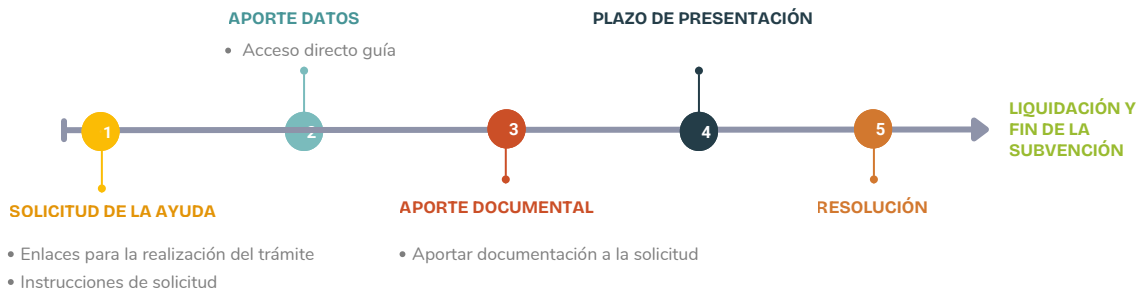 APORTE DATOS
• Acceso directo guía
PLAZO DE PRESENTACIÓN
1
2
3
4
5
LIQUIDACIÓN Y
FIN DE LA
SUBVENCIÓN
SOLICITUD DE LA AYUDA
• Enlaces para la realización del trámite
• Instrucciones de solicitud
APORTE DOCUMENTAL
• Aportar documentación a la solicitud
RESOLUCIÓN